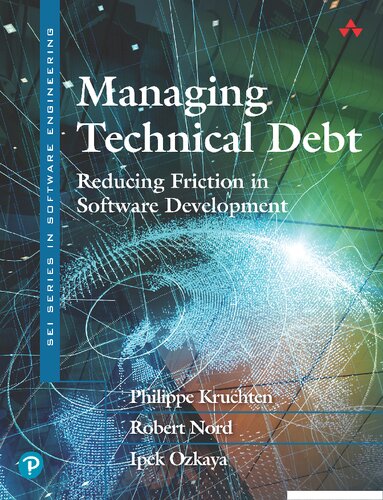 SEI SERIES IN SOFTWARE ENGINEERING
Managing
Technical Debt
Reducing Friction in
Software Development
Philippe Kruchten
Robert Nord
Ipek Ozkaya
P